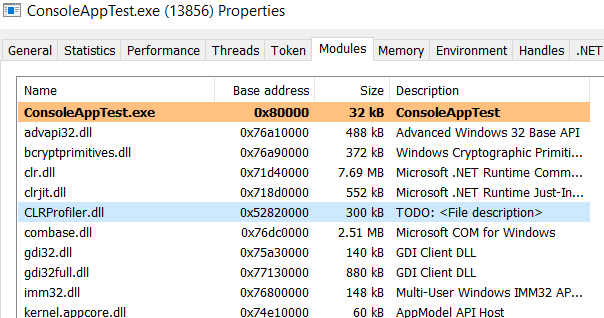 ConsoleAppTest.exe (13856) Properties
General Statistics Performance Threads Token Modules Memory Environment Handles .NET
Name Base address Size Description
ConsoleAppTest.exe 0x80000 32 kB ConsoleAppTest
advapi32.dll 0x76a10000 488 kB Advanced Windows 32 Base API
bcryptprimitives.dll 0x76a90000 372 kB Windows Cryptographic Primiti...
clr.dll 0x71d40000 7.69 MB Microsoft .NET Runtime Comm...
clrjit.dll 0x718d0000 552 kB Microsoft .NET Runtime Just-In...
CLRProfiler.dll 0x52820000 300 kB TODO: <File description>
combase.dll 0x76dc0000 2.51 MB Microsoft COM for Windows
gdi32.dll 0x75a30000 140 kB GDI Client DLL
gdi32full.dll 0x77130000 880 kB GDI Client DLL
imm32.dll 0x76800000 148 kB Multi-User Windows IMM32 AP...
kernel.appcore.dll 0x74e10000 60 kB AppModel API Host